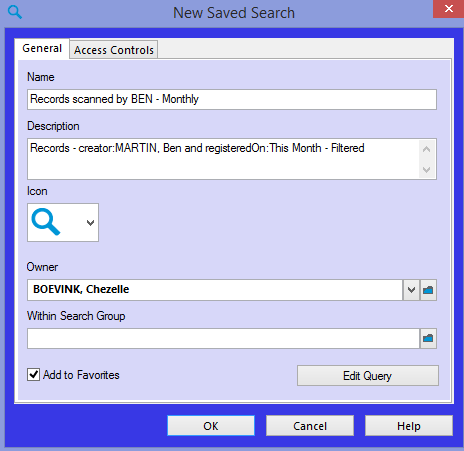 New Saved Search
General
Access Controls
Name
Records scanned by BEN - Monthly
Description
Records - creator:MARTIN, Ben and registeredOn:This Month - Filtered
Icon
Owner
BOEVINK, Chezelle
Within Search Group
Add to Favorites
Edit Query
OK
Cancel
Help